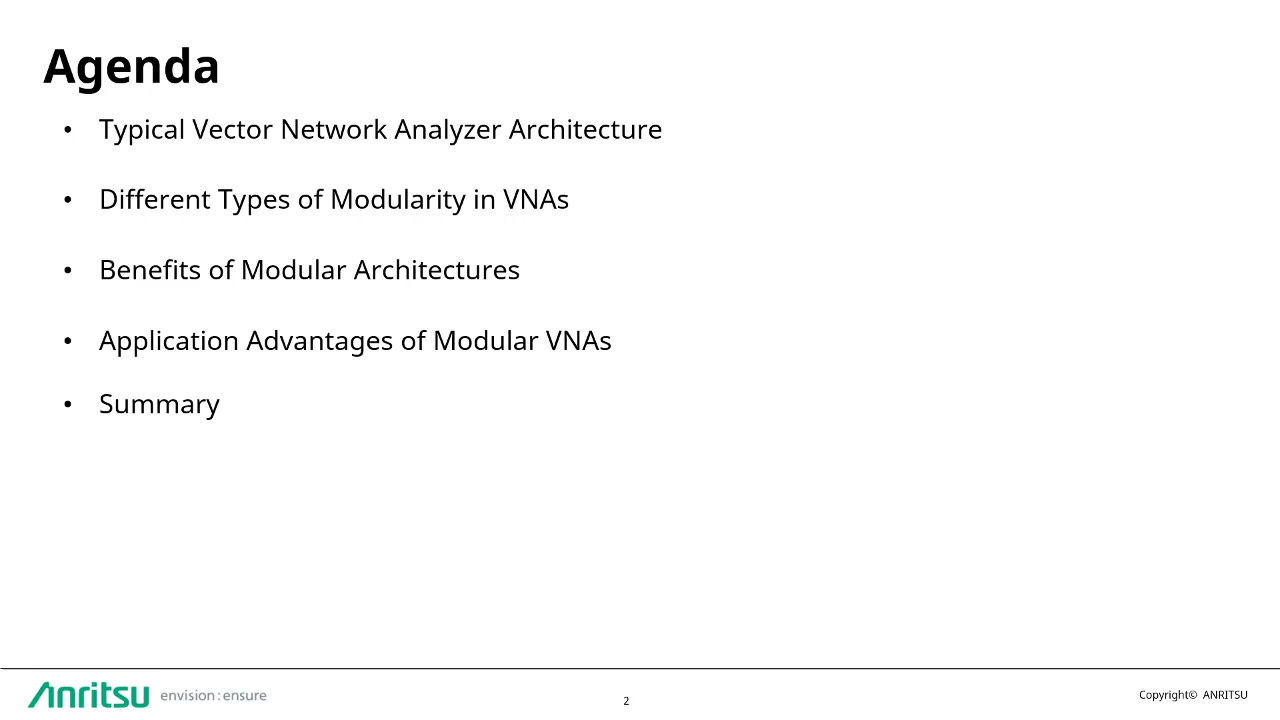 Agenda
• Typical Vector Network Analyzer Architecture
• Different Types of Modularity in VNAs
• Benefits of Modular Architectures
• Application Advantages of Modular VNAs
• Summary
Anritsu envision : ensure
2
Copyright© ANRITSU